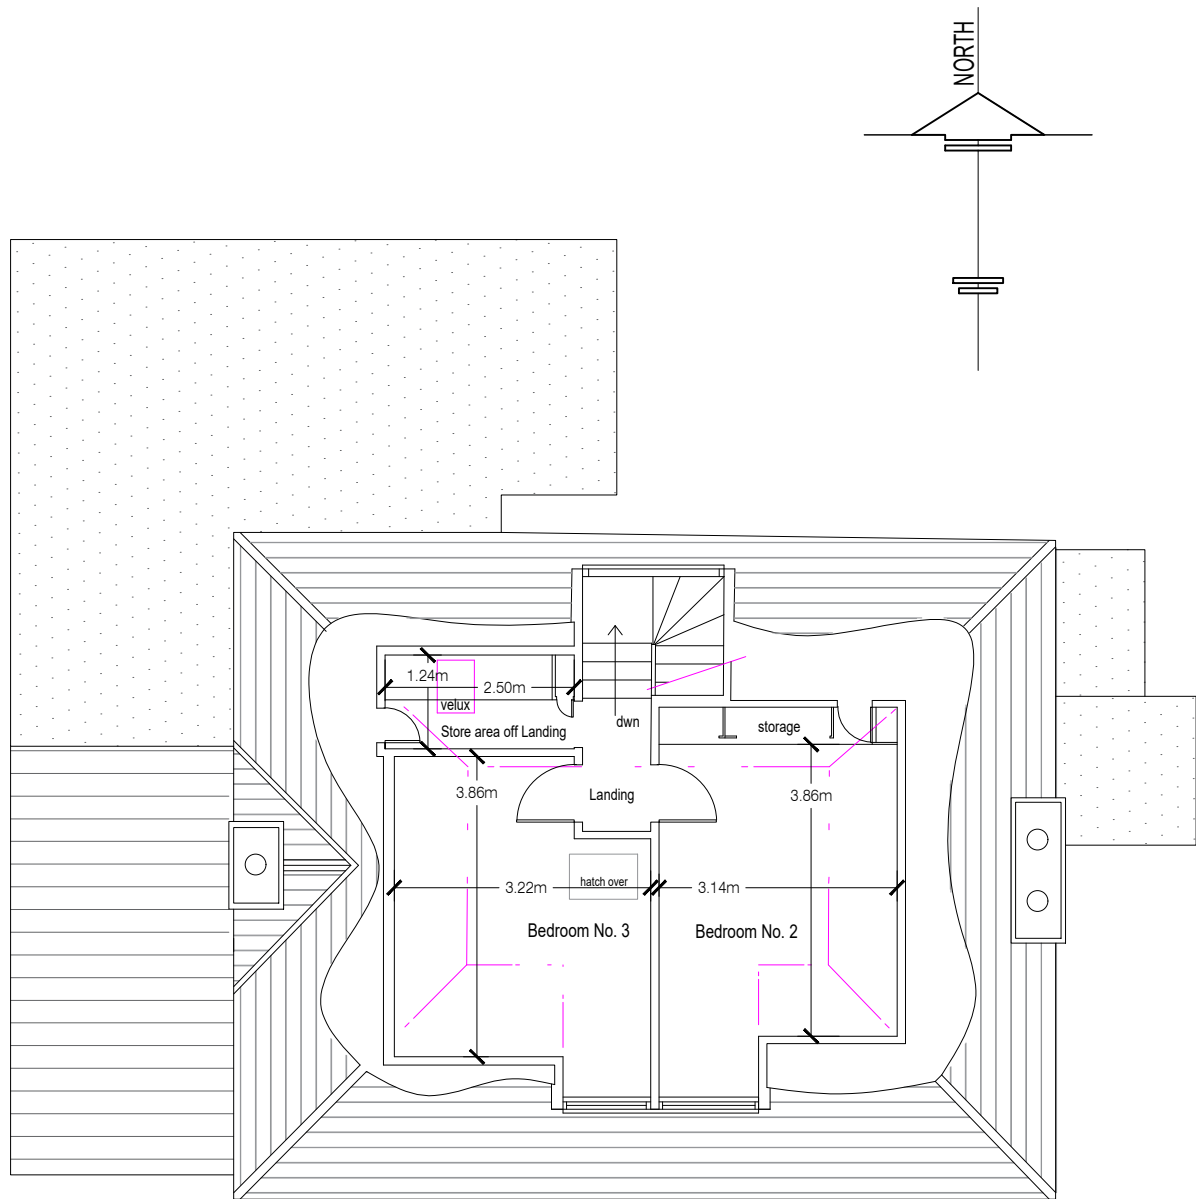 NORTH
1.24m
2.50m
velux
Store area off Landing
dwn
storage
3.86m
Landing
3.86m
3.22m
hatch over
3.14m
Bedroom No. 3
Bedroom No. 2